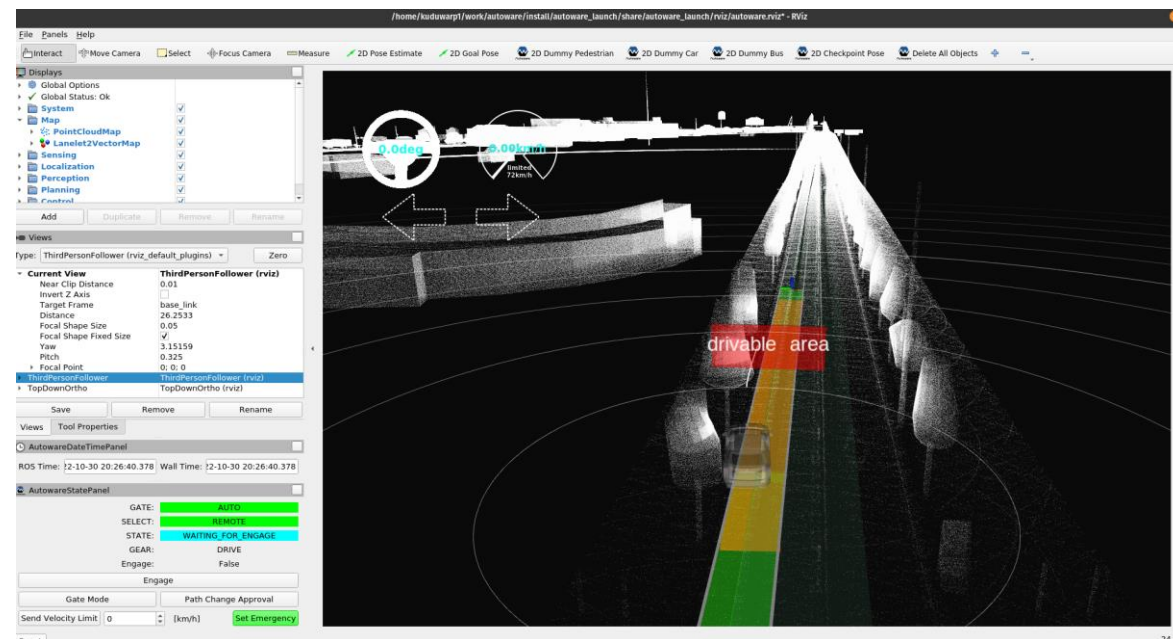 /home/kuduwarp1/work/autoware/install/autoware_launch/share/autoware_launch/rviz/autoware.rviz* - RViz
File Panels Help
Interact Move Camera Select Focus Camera Measure 2D Pose Estimate 2D Goal Pose 2D Dummy Pedestrian 2D Dummy Car 2D Dummy Bus 2D Checkpoint Pose Delete All Objects
Displays
Global Options
Global Status: Ok
System
Map
PointCloudMap
Lanelet2VectorMap
Sensing
Localization
Perception
Planning
Control
Add Duplicate Remove Rename
Views
Type: ThirdPersonFollower (rviz_default_plugins) Zero
Current View ThirdPersonFollower (rviz)
Near Clip Distance 0.01
Invert Z Axis
Target Frame base_link
Distance 26.2533
Focal Shape Size 0.05
Focal Shape Fixed Size
Yaw 3.15159
Pitch 0.325
Focal Point 0; 0; 0
ThirdPersonFollower ThirdPersonFollower (rviz)
TopDownOrtho TopDownOrtho (rviz)
Save Remove Rename
Views Tool Properties
AutowareDateTimePanel
ROS Time: 22-10-30 20:26:40.378 Wall Time: 22-10-30 20:26:40.378
AutowareStatePanel
GATE: AUTO
SELECT: REMOTE
STATE: WAITING_FOR_ENGAGE
GEAR: DRIVE
Engage: False
Engage
Gate Mode Path Change Approval
Send Velocity Limit 0 [km/h] Set Emergency
0.0deg 0.00km/h
limited
72km/h
drivable area